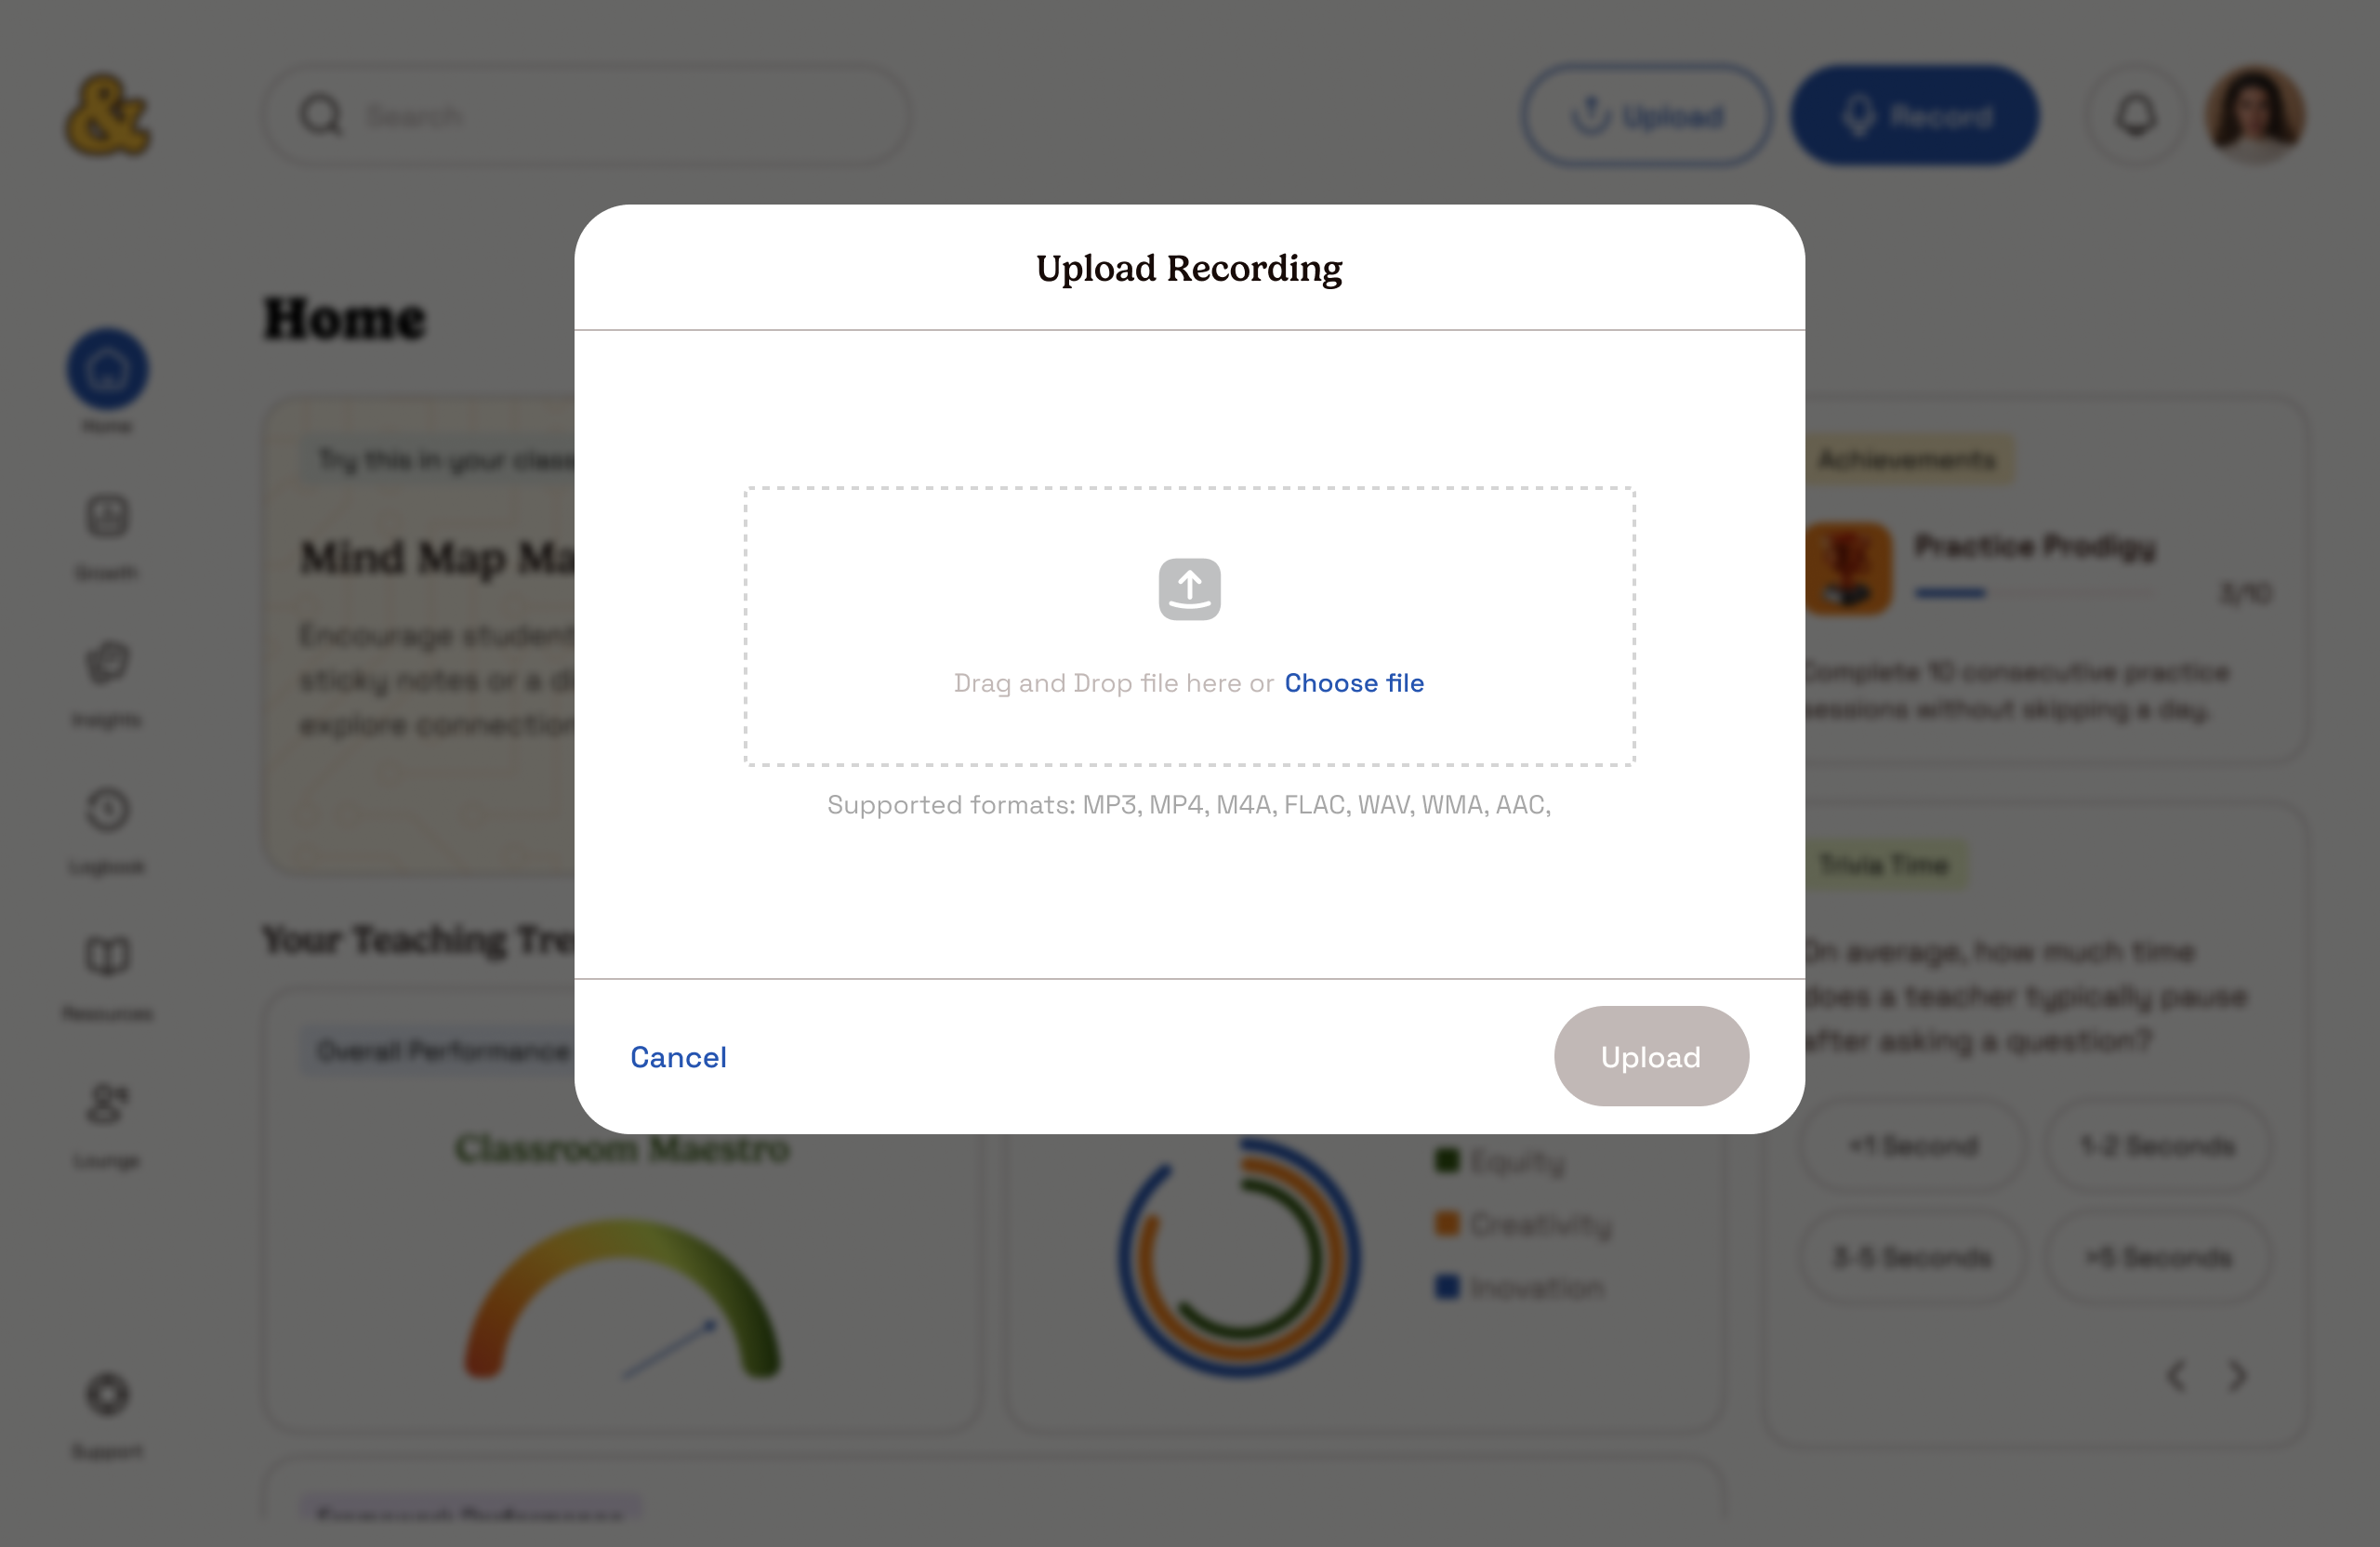 &
Search
Upload
Record
Upload Recording
Home
Home
Try this in your class
Achievements
Mind Map Ma
Practice Prodigy
3/10
Growth
Encourage student
sticky notes or a di
explore connection
Drag and Drop file here or Choose file
Complete 10 consecutive practice
sessions without skipping a day.
Insights
Supported formats: MP3, MP4, M4A, FLAC, WAV, WMA, AAC,
Logbook
Trivia Time
Your Teaching Tre
On average, how much time
does a teacher typically pause
after asking a question?
Resources
Overall Performance
Cancel
Upload
Lounge
Classroom Maestro
Equity
Creativity
Inovation
<1 Second
1-2 Seconds
3-5 Seconds
>5 Seconds
Support